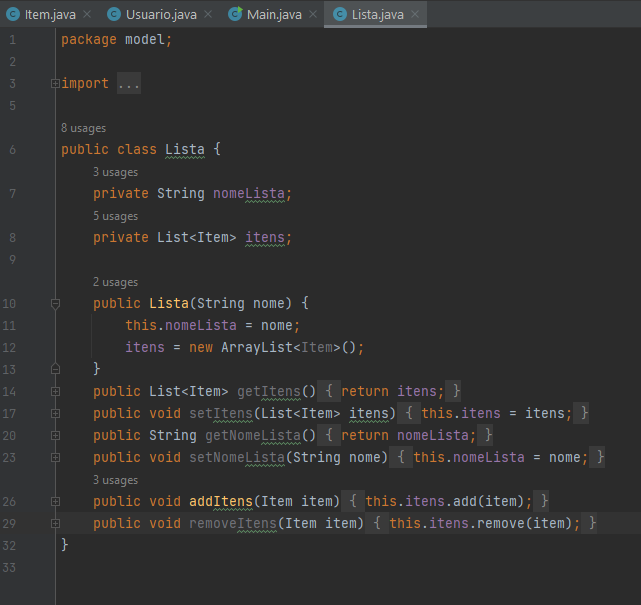 Item.java × Usuario.java × Main.java × Lista.java ×
1 package model;
2
3 import ...
5
8 usages
6 public class Lista {
3 usages
7 private String nomeLista;
5 usages
8 private List<Item> itens;
9
2 usages
10 public Lista(String nome) {
11 this.nomeLista = nome;
12 itens = new ArrayList<Item>();
13 }
14 public List<Item> getItens() { return itens; }
17 public void setItens(List<Item> itens) { this.itens = itens; }
20 public String getNomeLista() { return nomeLista; }
23 public void setNomeLista(String nome) { this.nomeLista = nome; }
3 usages
26 public void addItens(Item item) { this.itens.add(item); }
29 public void removeItens(Item item) { this.itens.remove(item); }
32 }
33